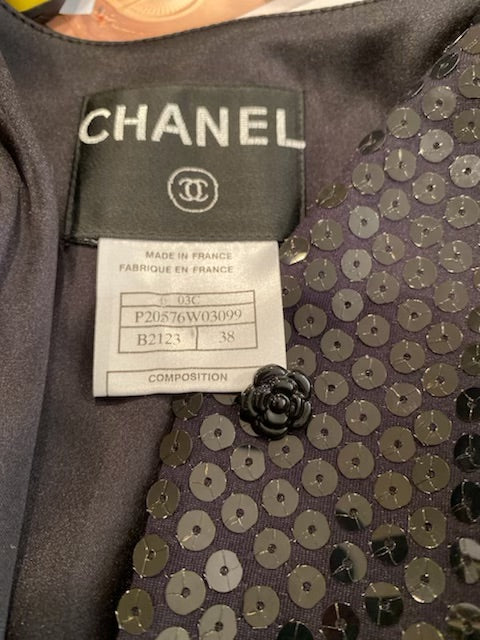 CHANEL
MADE IN FRANCE
FABRIQUE EN FRANCE
03C
P20576W03099
B2123 38
COMPOSITION